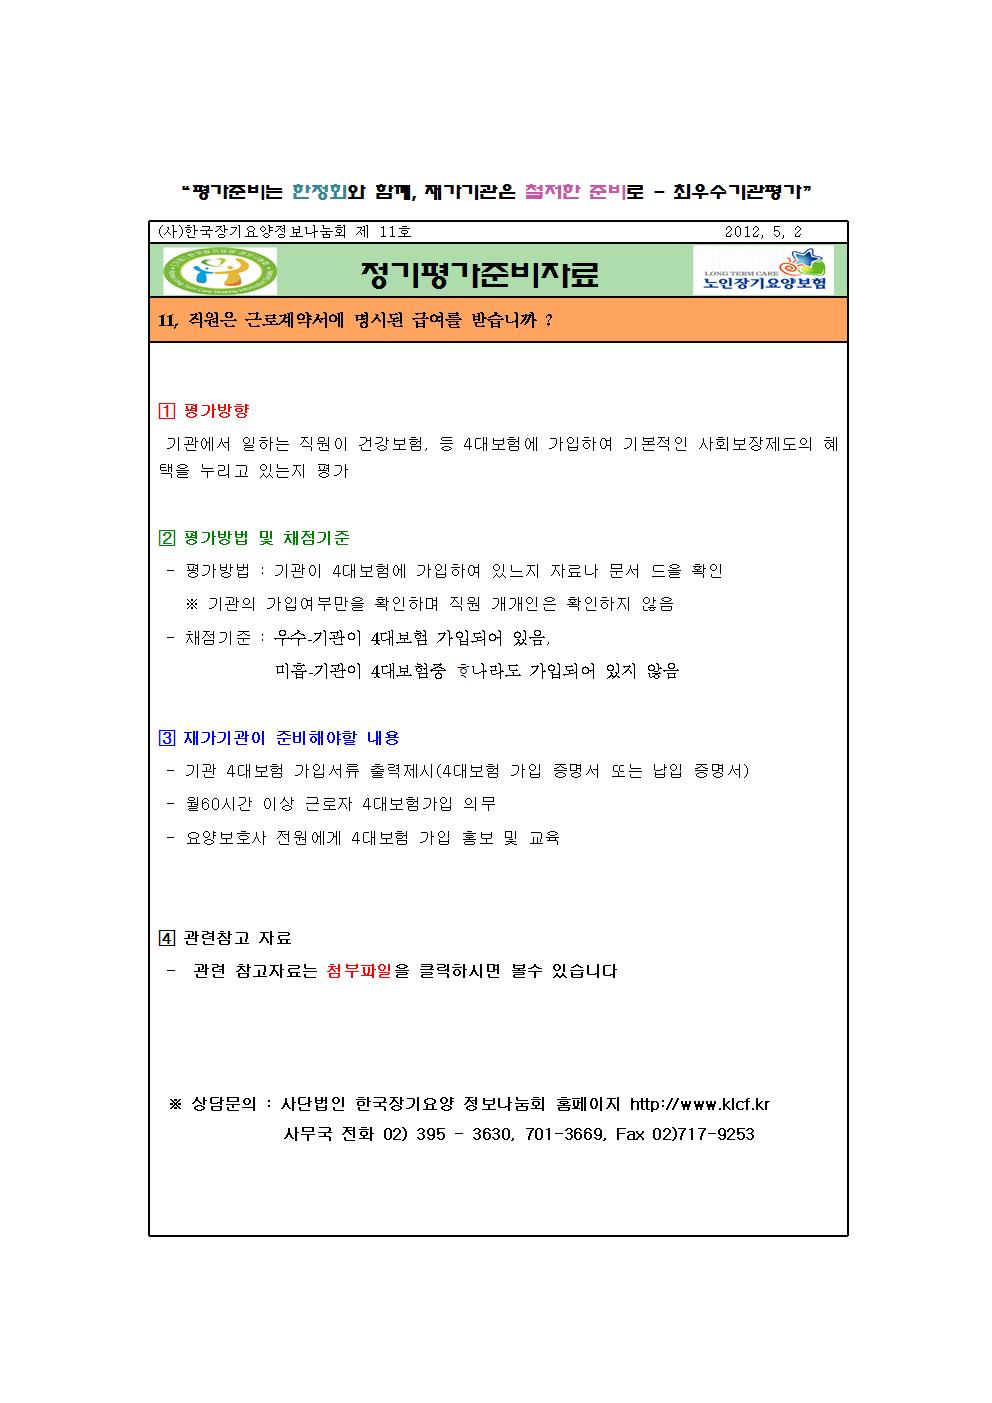 “평가준비는 한정회와 함께, 재가기관은 철저한 준비로 - 최우수기관평가”
(사)한국장기요양정보나눔회 제 11호 2012, 5, 2
정기평가준비자료
LONG TERM CARE
노인장기요양보험
11, 직원은 근로계약서에 명시된 급여를 받습니까 ?
1 평가방향
기관에서 일하는 직원이 건강보험, 등 4대보험에 가입하여 기본적인 사회보장제도의 혜
택을 누리고 있는지 평가
2 평가방법 및 채점기준
- 평가방법 : 기관이 4대보험에 가입하여 있느지 자료나 문서 드을 확인
※ 기관의 가입여부만을 확인하며 직원 개개인은 확인하지 않음
- 채점기준 : 우수-기관이 4대보험 가입되어 있음,
미흡-기관이 4대보험중 ㅎ나라도 가입되어 있지 않음
3 재가기관이 준비해야할 내용
- 기관 4대보험 가입서류 출력제시(4대보험 가입 증명서 또는 납입 증명서)
- 월60시간 이상 근로자 4대보험가입 의무
- 요양보호사 전원에게 4대보험 가입 홍보 및 교육
4 관련참고 자료
- 관련 참고자료는 첨부파일을 클릭하시면 볼수 있습니다
※ 상담문의 : 사단법인 한국장기요양 정보나눔회 홈페이지 http://www.klcf.kr
사무국 전화 02) 395 - 3630, 701-3669, Fax 02)717-9253